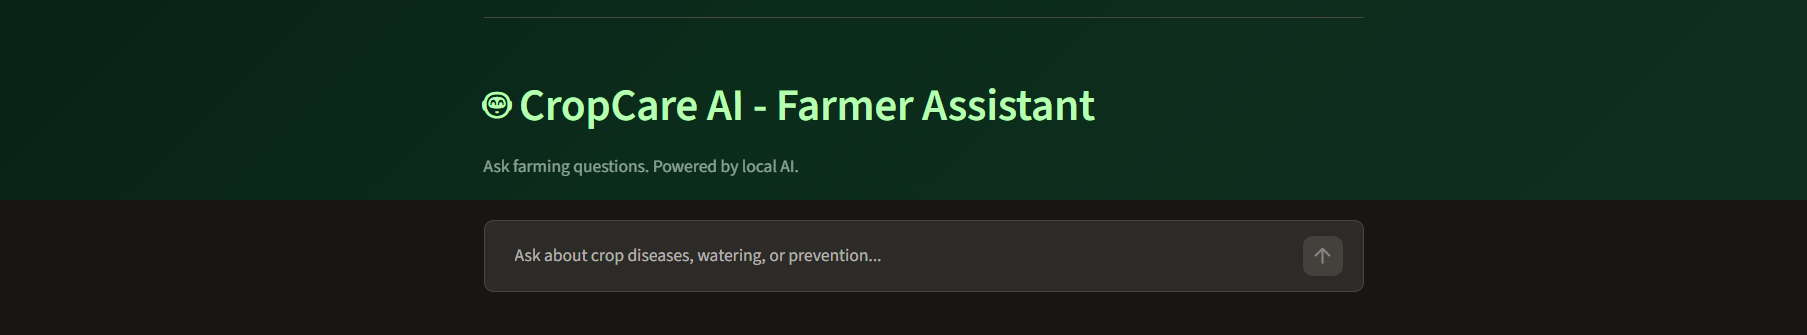 CropCare AI - Farmer Assistant
Ask farming questions. Powered by local AI.
Ask about crop diseases, watering, or prevention...